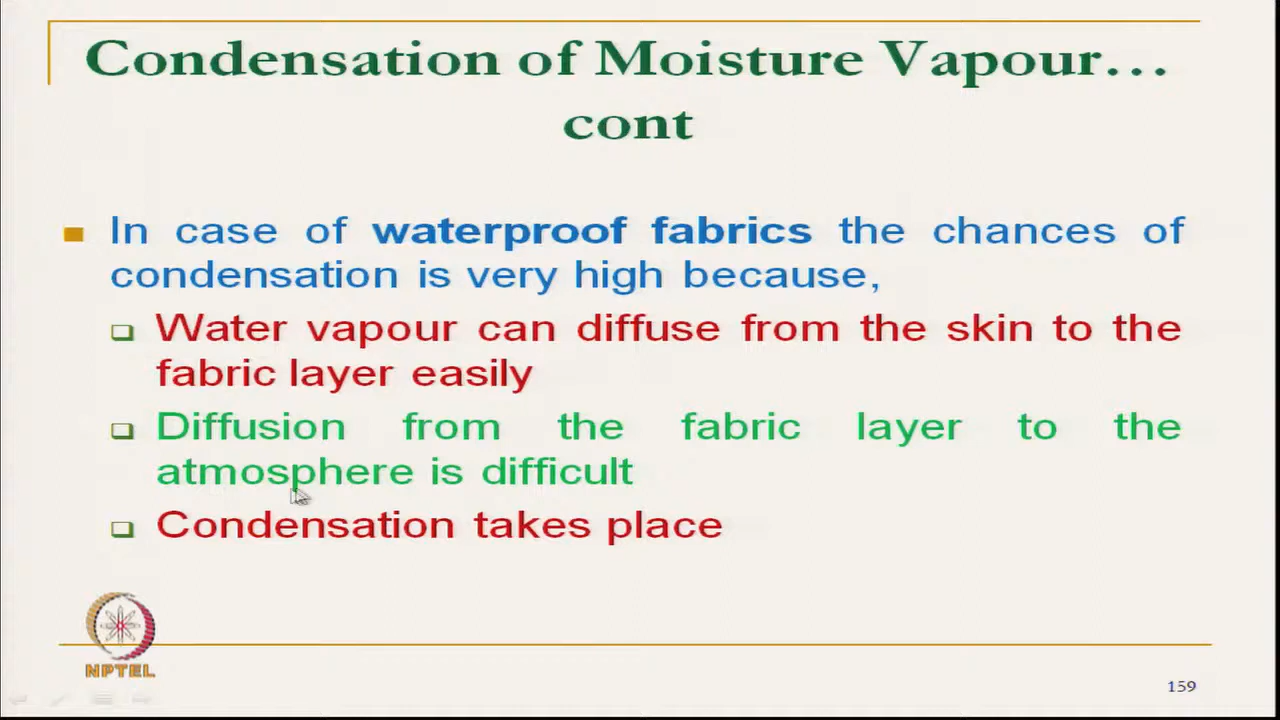 Condensation of Moisture Vapour...
cont
In case of waterproof fabrics the chances of
condensation is very high because,
Water vapour can diffuse from the skin to the
fabric layer easily
Diffusion from the fabric layer to the
atmosphere is difficult
Condensation takes place
NPTEL
159